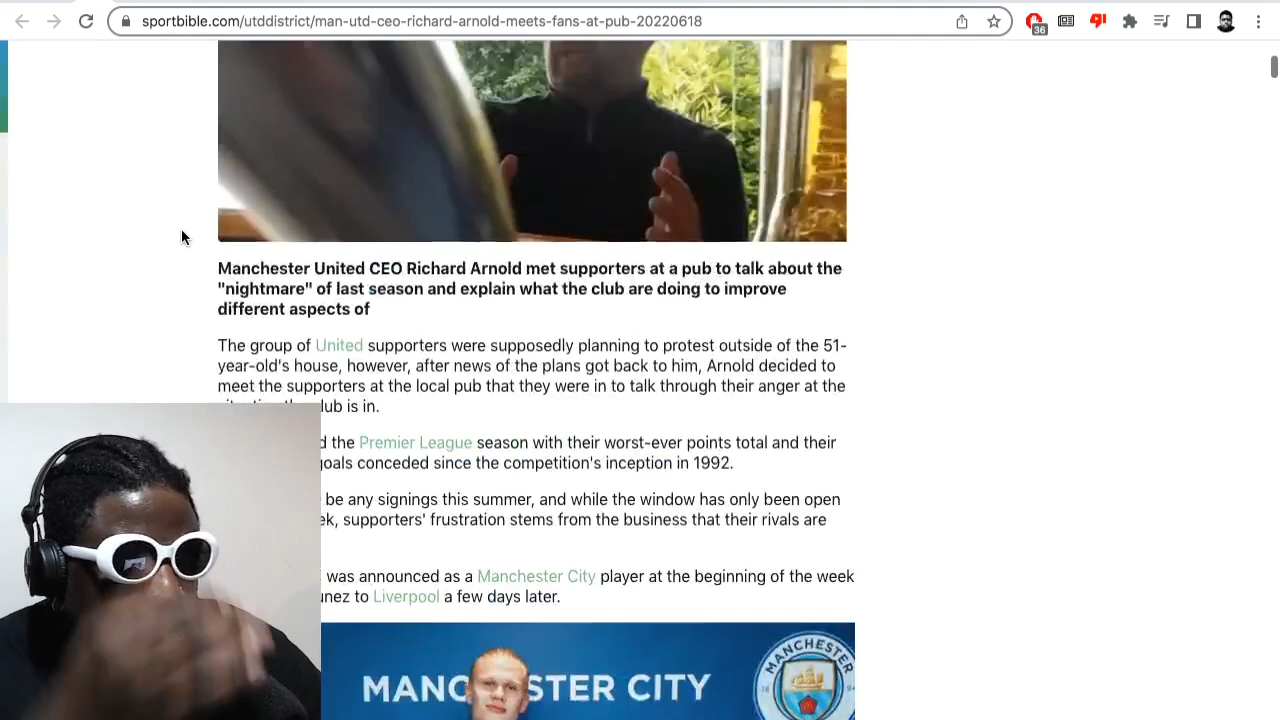 sportbible.com/utddistrict/man-utd-ceo-richard-arnold-meets-fans-at-pub-20220618
36
Manchester United CEO Richard Arnold met supporters at a pub to talk about the
"nightmare" of last season and explain what the club are doing to improve
different aspects of
The group of United supporters were supposedly planning to protest outside of the 51-
year-old's house, however, after news of the plans got back to him, Arnold decided to
meet the supporters at the local pub that they were in to talk through their anger at the
club is in.
the Premier League season with their worst-ever points total and their
goals conceded since the competition's inception in 1992.
be any signings this summer, and while the window has only been open
supporters' frustration stems from the business that their rivals are
was announced as a Manchester City player at the beginning of the week
to Liverpool a few days later.
MANCHESTER
MANC STER CITY